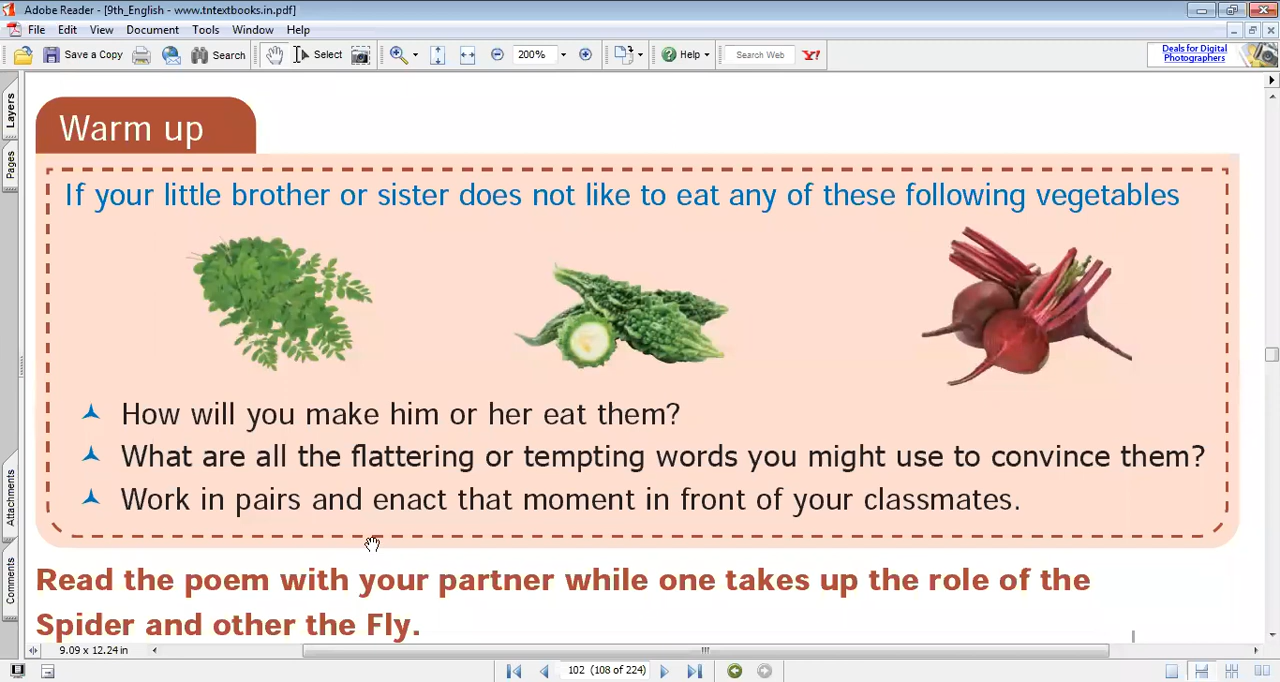 Adobe Reader - [9th_English - www.tntextbooks.in.pdf]
File Edit View Document Tools Window Help
Save a Copy Search Select 200% Help Search Web Y! Deals for Digital
Photographers
Layers
Pages
Attachments
Comments
Warm up
If your little brother or sister does not like to eat any of these following vegetables
How will you make him or her eat them?
What are all the flattering or tempting words you might use to convince them?
Work in pairs and enact that moment in front of your classmates.
Read the poem with your partner while one takes up the role of the
Spider and other the Fly.
9.09 x 12.24 in
102 (108 of 224)